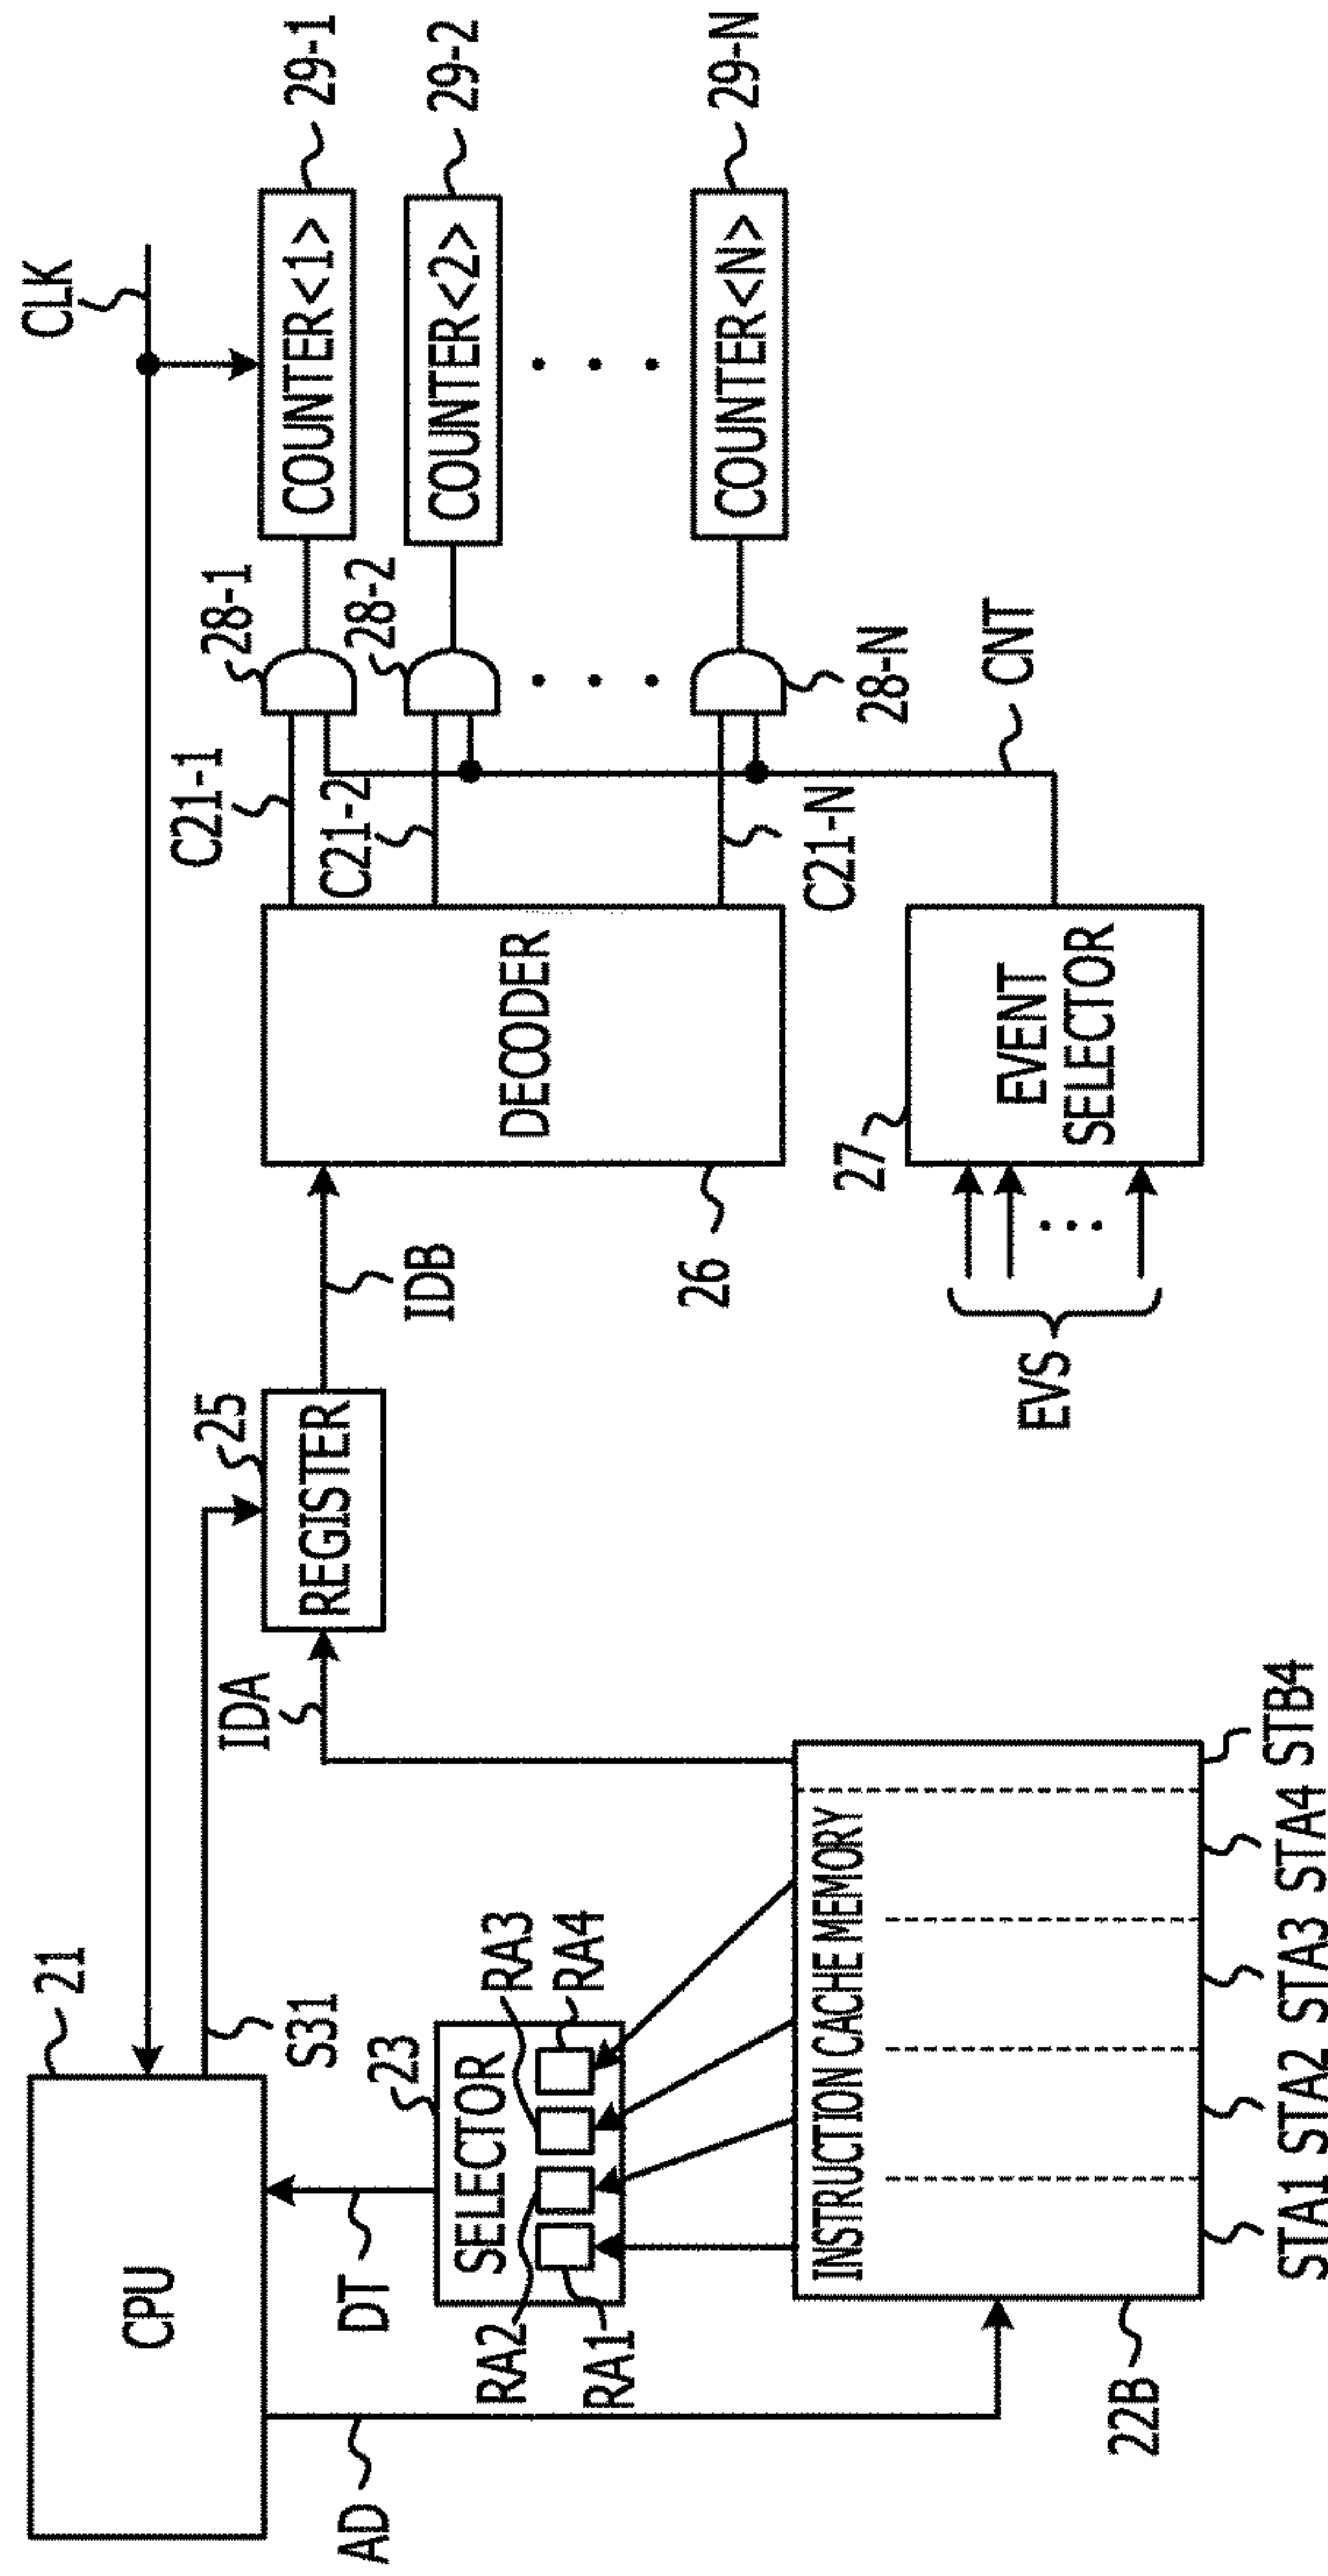 CLK
21
CPU
S31
25
REGISTER
IDA
IDB
26
DECODER
C21-1
C21-2
C21-N
28-1
28-2
28-N
COUNTER<1>
COUNTER<2>
COUNTER<N>
29-1
29-2
29-N
CNT
27
EVENT
SELECTOR
EVS
AD
DT
23
SELECTOR
RA3
RA4
RA2
RA1
INSTRUCTION CACHE MEMORY
22B
STA1
STA2
STA3
STA4
STB4